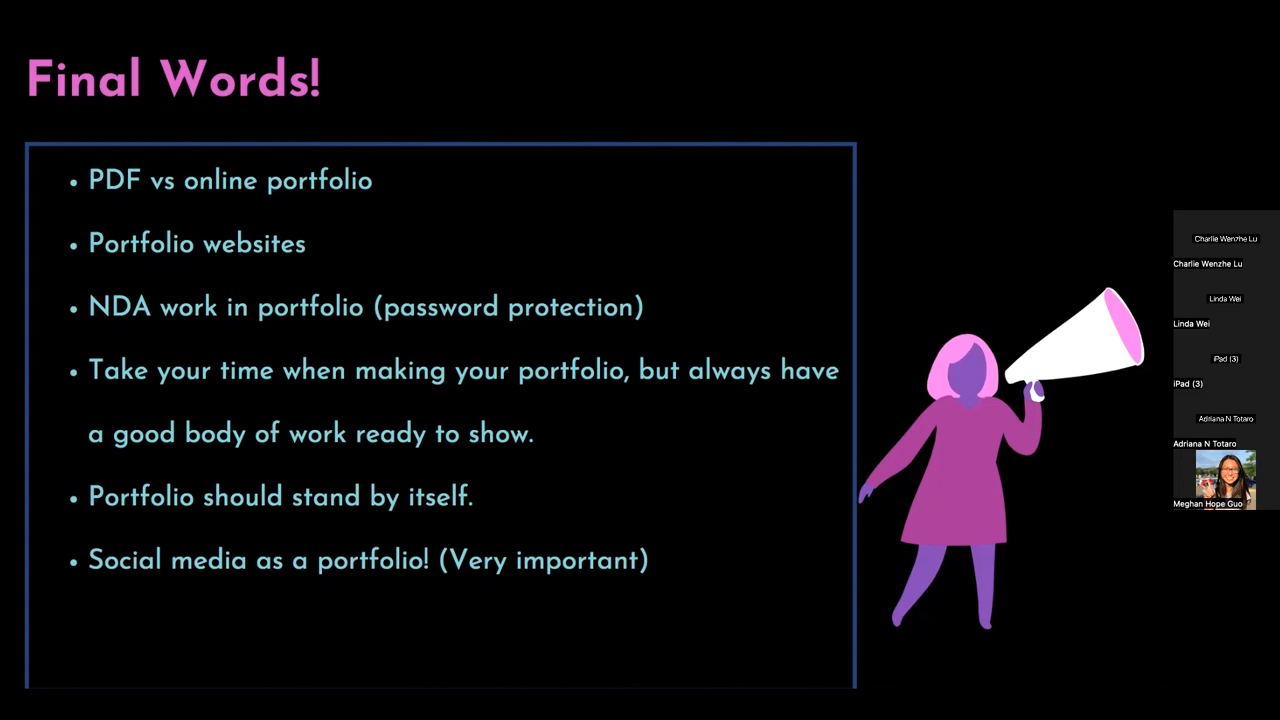 Final Words!
• PDF vs online portfolio
• Portfolio websites
• NDA work in portfolio (password protection)
• Take your time when making your portfolio, but always have
a good body of work ready to show.
• Portfolio should stand by itself.
• Social media as a portfolio! (Very important)
Charlie Wenzhe Lu
Charlie Wenzhe Lu
Linda Wei
Linda Wei
iPad (3)
iPad (3)
Adriana N Totaro
Adriana N Totaro
Meghan Hope Guo